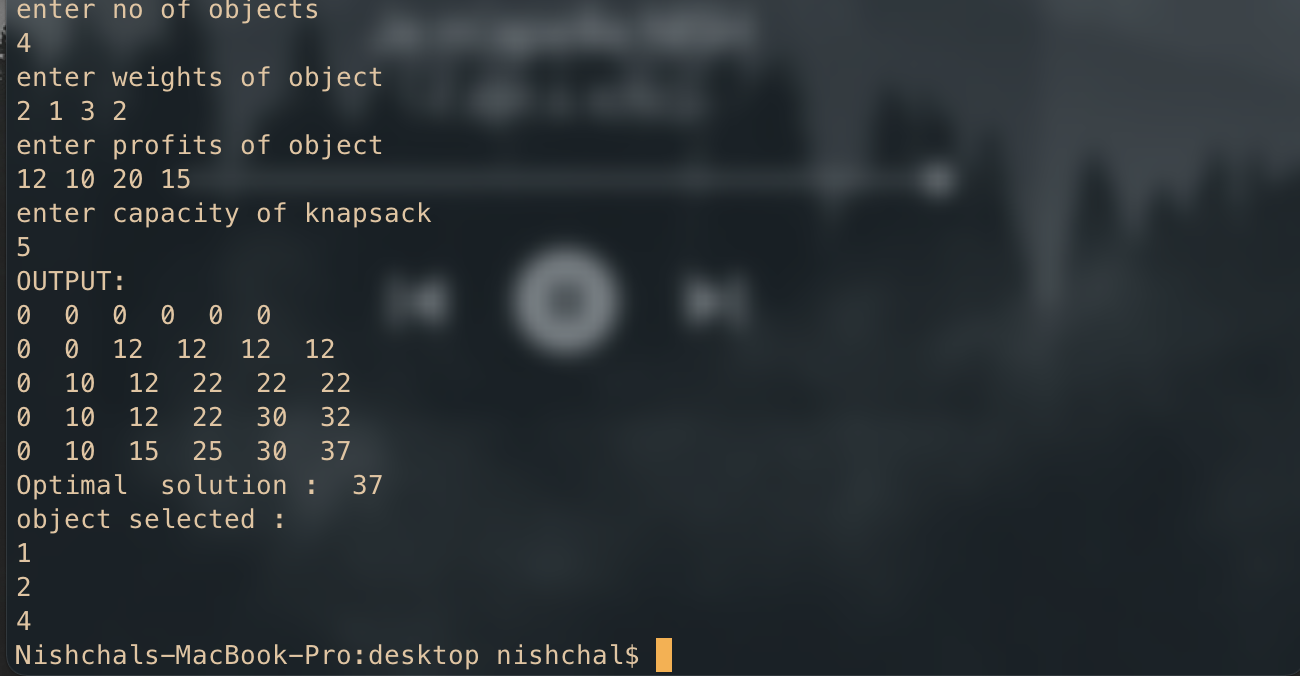 enter no of objects
4
enter weights of object
2 1 3 2
enter profits of object
12 10 20 15
enter capacity of knapsack
5
OUTPUT:
0  0  0  0  0  0
0  0  12  12  12  12
0  10  12  22  22  22
0  10  12  22  30  32
0  10  15  25  30  37
Optimal  solution :  37
object selected :
1
2
4
Nishchals-MacBook-Pro:desktop nishchal$